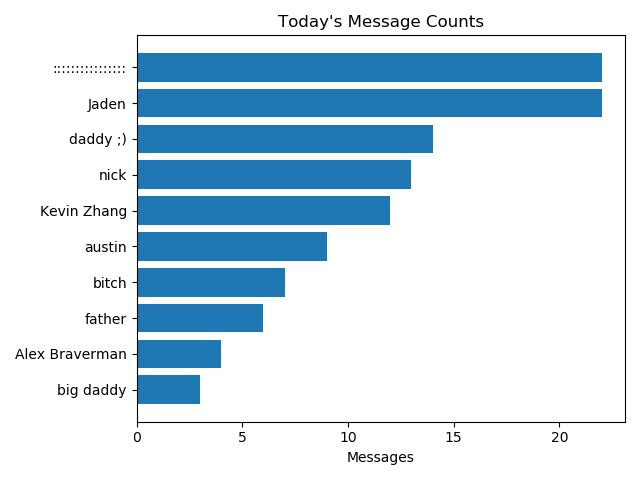 Today's Message Counts
::::::::::::::::
Jaden
daddy ;)
nick
Kevin Zhang
austin
bitch
father
Alex Braverman
big daddy
0 5 10 15 20
Messages